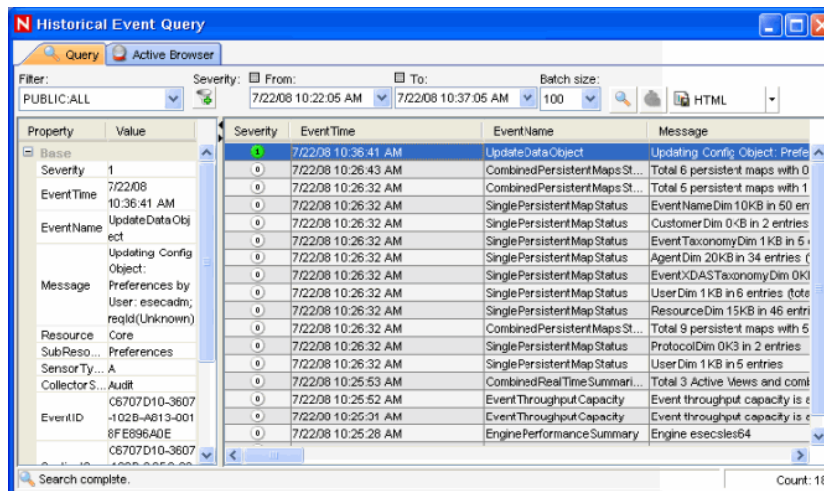 Historical Event Query
Query Active Browser
Filter: Severity: From: To: Batch size:
PUBLIC:ALL 7/22/08 10:22:05 AM 7/22/08 10:37:05 AM 100 HTML
Property Value
Base
Severity 1
EventTime 7/22/08
10:36:41 AM
EventName UpdateDataObj
ect
Message Updating Config
Object:
Preferences by
User: esecadm;
reqId(Unknown)
Resource Core
SubReso... Preferences
SensorTy... A
CollectorS... Audit
EventID C6707D10-3607
-102B-A813-001
8FE896A0E
C6707D10-3607
Severity EventTime EventName Message
1 7/22/08 10:36:41 AM UpdateDataObject Updating Config Object: Prefe
0 7/22/08 10:26:43 AM CombinedPersistentMapsSt... Total 6 persistent maps with 0
0 7/22/08 10:26:32 AM CombinedPersistentMapsSt... Total 5 persistent maps with 1
0 7/22/08 10:26:32 AM SinglePersistentMapStatus EventNameDim 10KB in 50 en
0 7/22/08 10:26:32 AM SinglePersistentMapStatus CustomerDim 0KB in 2 entries
0 7/22/08 10:26:32 AM SinglePersistentMapStatus EventTaxonomyDim 1KB in 5
0 7/22/08 10:26:32 AM SinglePersistentMapStatus AgentDim 20KB in 34 entries (
0 7/22/08 10:26:32 AM SinglePersistentMapStatus EventXDASTaxonomyDim 0K
0 7/22/08 10:26:32 AM SinglePersistentMapStatus UserDim 1KB in 6 entries (tota
0 7/22/08 10:26:32 AM SinglePersistentMapStatus ResourceDim 15KB in 46 entri
0 7/22/08 10:26:32 AM CombinedPersistentMapsSt... Total 9 persistent maps with 5
0 7/22/08 10:26:32 AM SinglePersistentMapStatus ProtocolDim 0KB in 2 entries
0 7/22/08 10:26:32 AM SinglePersistentMapStatus UserDim 1KB in 5 entries
0 7/22/08 10:25:53 AM CombinedRealTimeSummari... Total 3 Active Views and comb
0 7/22/08 10:25:52 AM EventThroughputCapacity Event throughput capacity is a
0 7/22/08 10:25:31 AM EventThroughputCapacity Event throughput capacity is a
0 7/22/08 10:25:28 AM EnginePerformanceSummary Engine esecsles64
Search complete. Count: 18